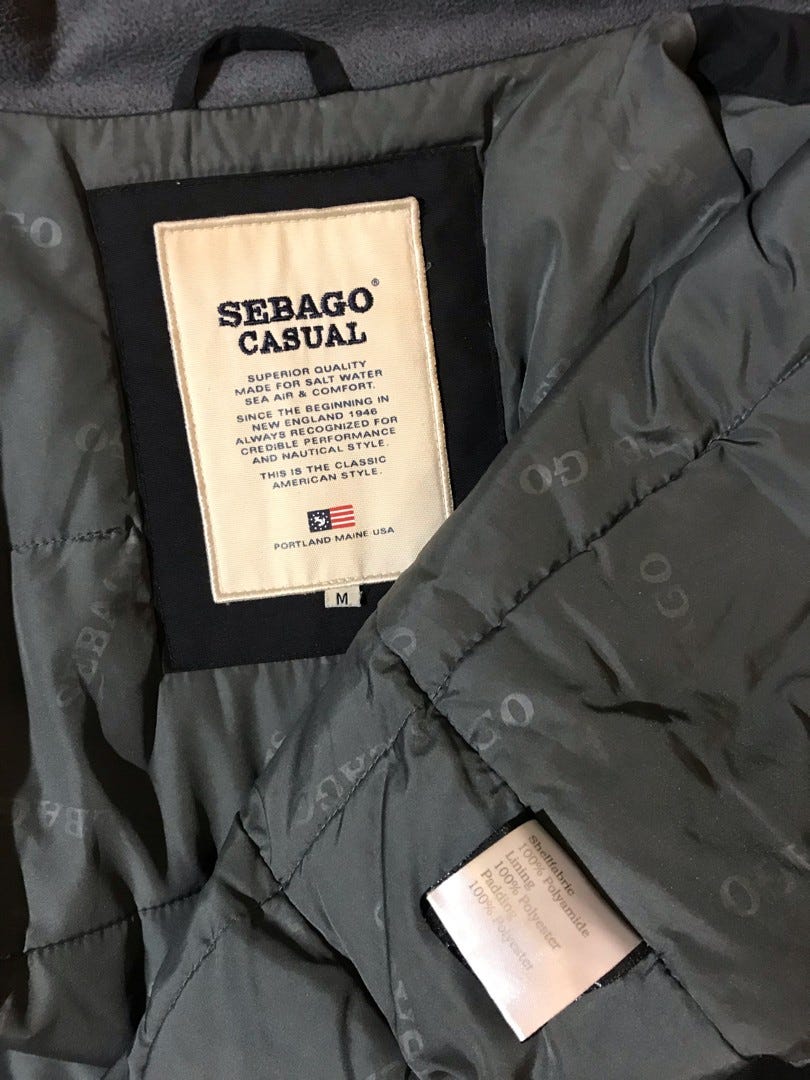 SEBAGO®
CASUAL
SUPERIOR QUALITY
MADE FOR SALT WATER
SEA AIR & COMFORT.
SINCE THE BEGINNING IN
NEW ENGLAND 1946
ALWAYS RECOGNIZED FOR
CREDIBLE PERFORMANCE
AND NAUTICAL STYLE.
THIS IS THE CLASSIC
AMERICAN STYLE.
PORTLAND·MAINE USA
M
Shellfabric
100% Polyamide
Lining
100% Polyester
Padding
100% Polyester